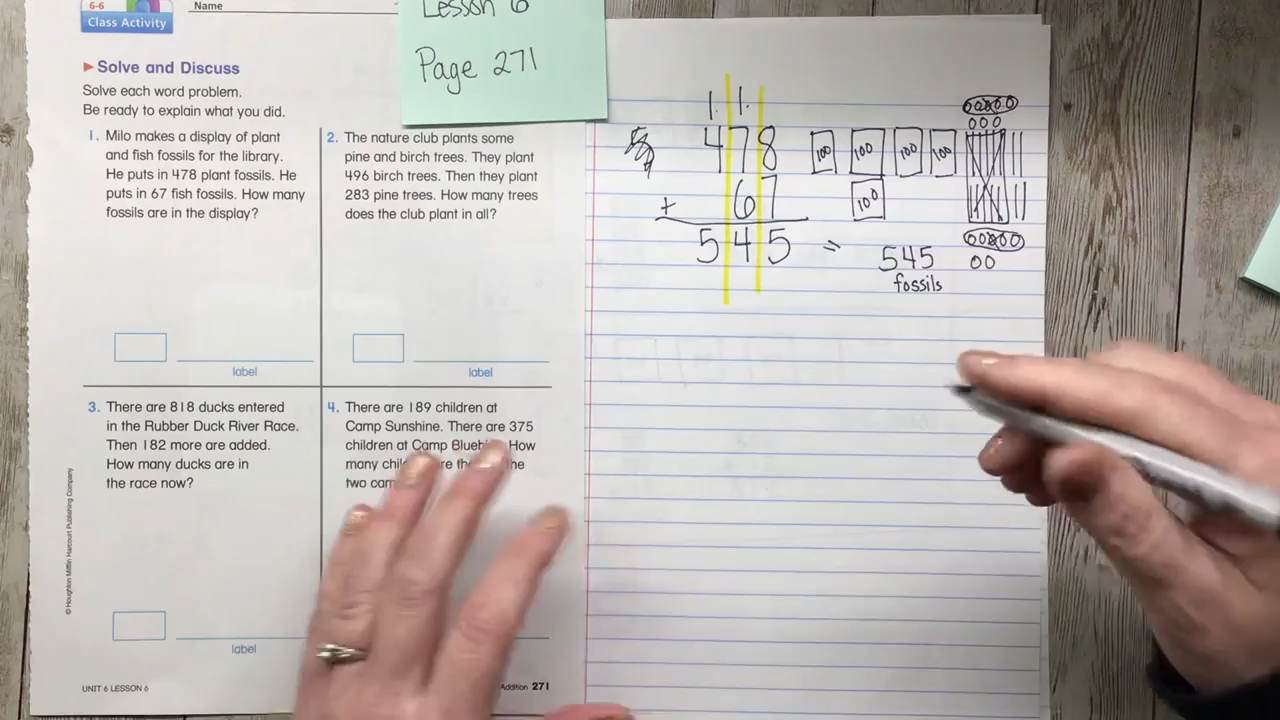 6-6
Class Activity
Name
Lesson 6
Page 271
▶ Solve and Discuss
Solve each word problem.
Be ready to explain what you did.
1. Milo makes a display of plant
and fish fossils for the library.
He puts in 478 plant fossils. He
puts in 67 fish fossils. How many
fossils are in the display?
label
2. The nature club plants some
pine and birch trees. They plant
496 birch trees. Then they plant
283 pine trees. How many trees
does the club plant in all?
label
3. There are 818 ducks entered
in the Rubber Duck River Race.
Then 182 more are added.
How many ducks are in
the race now?
label
4. There are 189 children at
Camp Sunshine. There are 375
children at Camp How
many the
two
© Houghton Mifflin Harcourt Publishing Company
UNIT 6 LESSON 6
Addition 271
1 1
478
+ 67
545 = 545
fossils
100 100 100 100
100